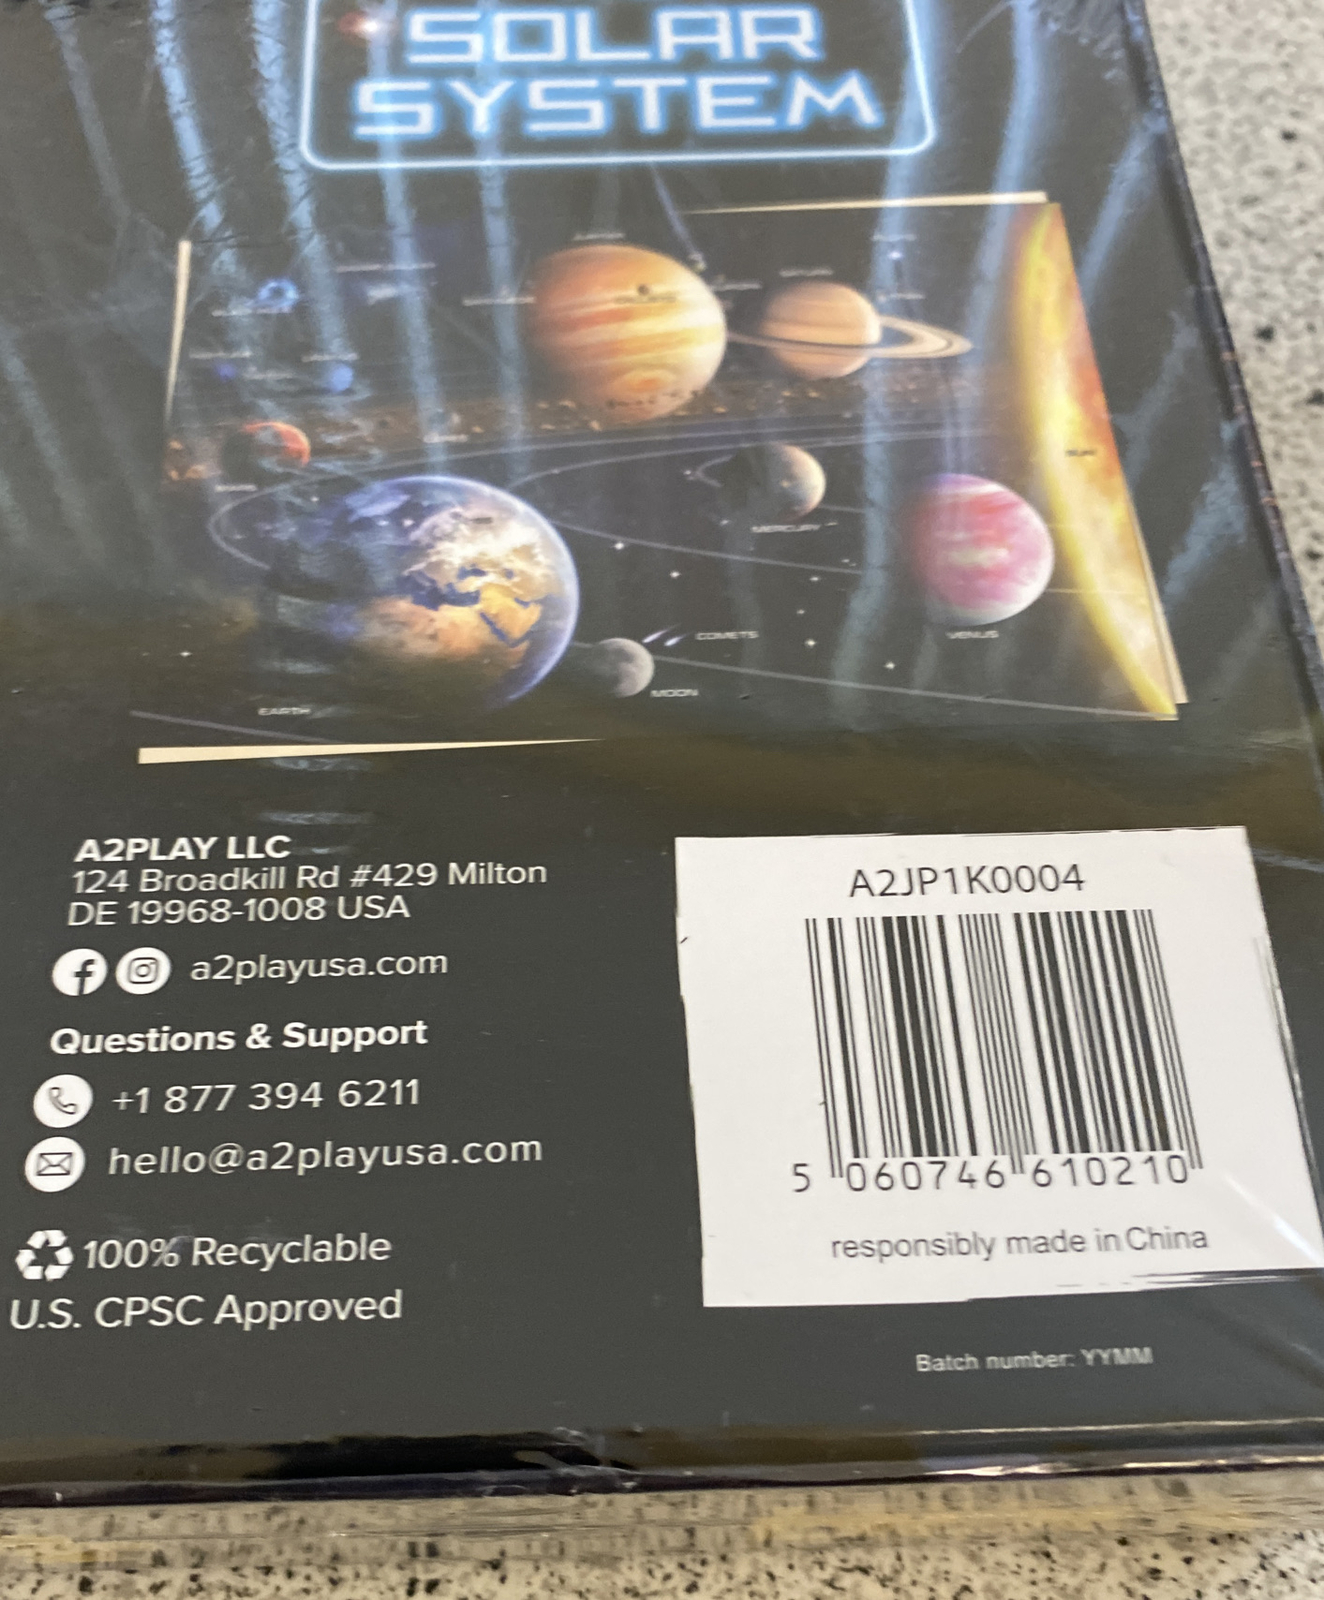 SOLAR
SYSTEM
MERCURY
COMETS
VENUS
MOON
EARTH
A2PLAY LLC
124 Broadkill Rd #429 Milton
DE 19968-1008 USA
a2playusa.com
Questions & Support
+1 877 394 6211
hello@a2playusa.com
100% Recyclable
U.S. CPSC Approved
A2JP1K0004
5 060746 610210
responsibly made in China
Batch number: YYMM